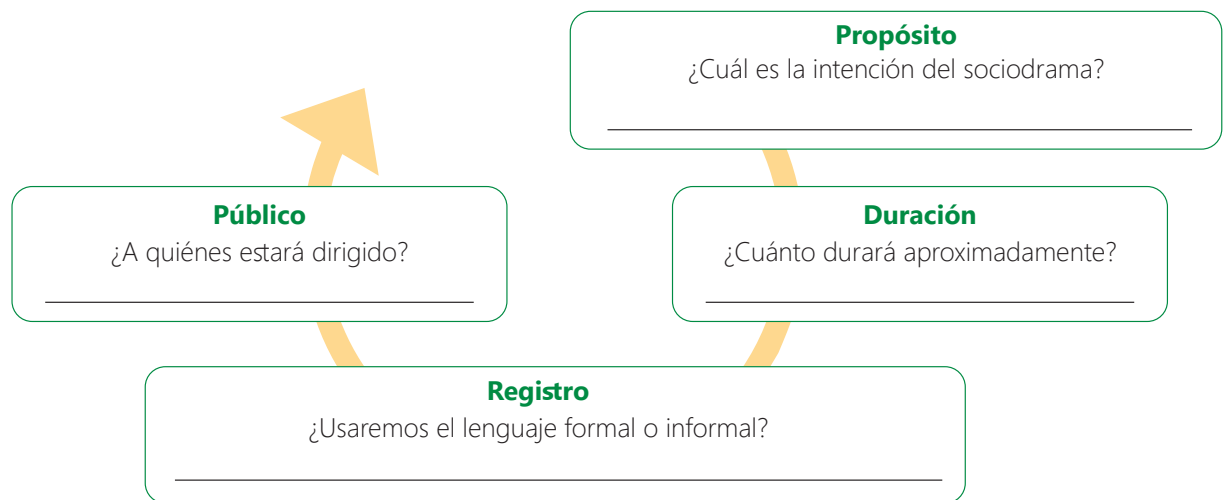 Propósito
¿Cuál es la intención del sociodrama?
Público
¿A quiénes estará dirigido?
Duración
¿Cuánto durará aproximadamente?
Registro
¿Usaremos el lenguaje formal o informal?